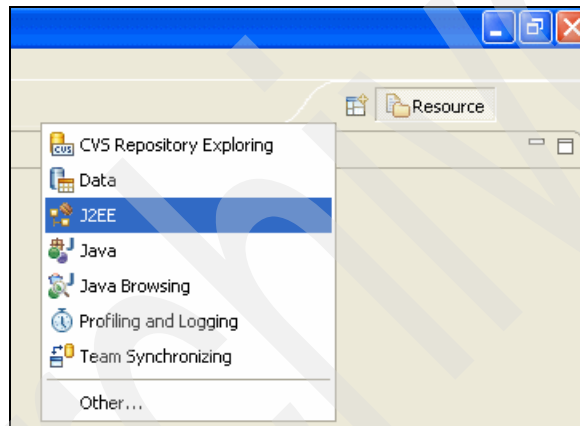 Resource
CVS Repository Exploring
Data
J2EE
Java
Java Browsing
Profiling and Logging
Team Synchronizing
Other...